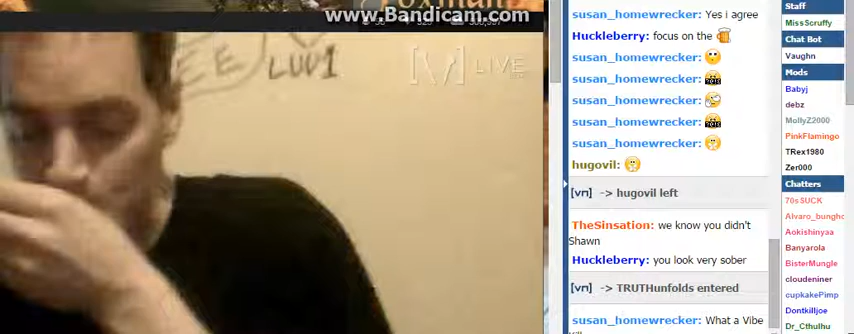 Foxman
www.Bandicam.com
LUV1
[\/] LIVE
susan_homewrecker: Yes i agree
Huckleberry: focus on the
susan_homewrecker:
susan_homewrecker:
susan_homewrecker:
susan_homewrecker:
susan_homewrecker:
hugovil:
[vn] -> hugovil left
TheSinsation: we know you didn't
Shawn
Huckleberry: you look very sober
[vn] -> TRUTHunfolds entered
susan_homewrecker: What a Vibe
Staff
MissScruffy
Chat Bot
Vaughn
Mods
Babyj
debz
MollyZ2000
PinkFlamingo
TRex1980
Zer000
Chatters
70sSUCK
Alvaro_bungho
Aokishinyaa
Banyarola
BisterMungle
cloudeniner
cupkakePimp
Dontkilljoe
Dr_Cthulhu